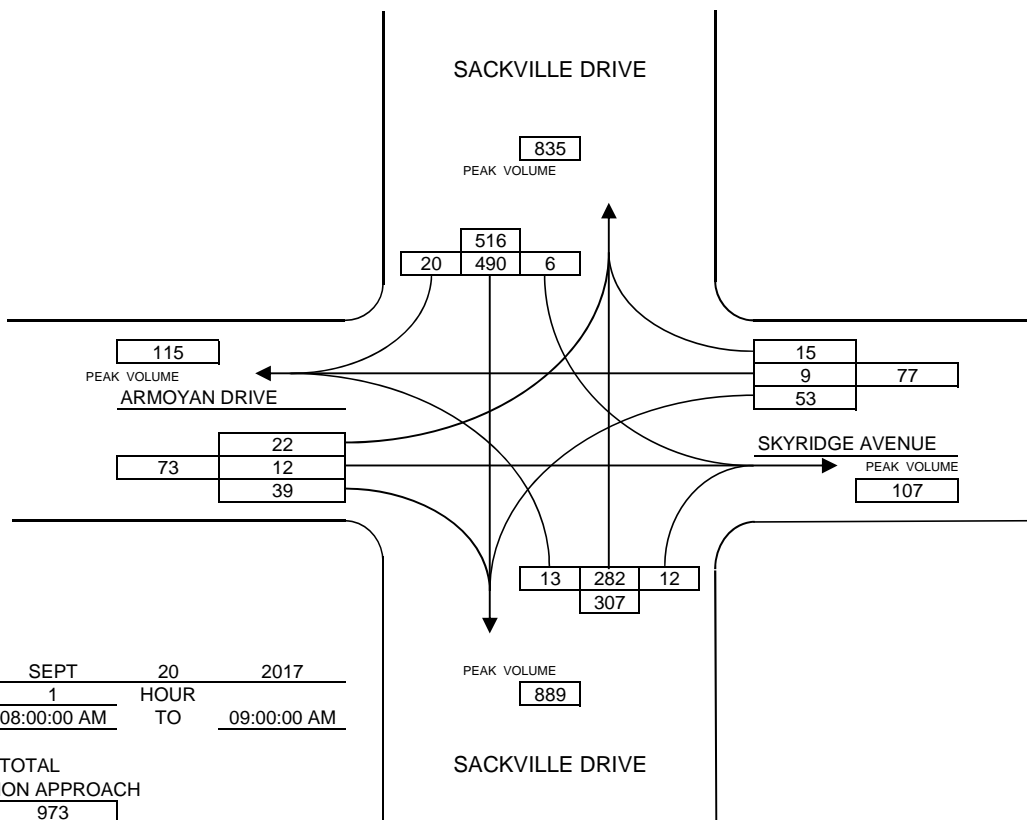 SACKVILLE DRIVE
835
PEAK VOLUME
516
20 490 6
115
PEAK VOLUME
ARMOYAN DRIVE
15
9 77
53
22
73 12
39
SKYRIDGE AVENUE
PEAK VOLUME
107
13 282 12
307
PEAK VOLUME
889
SACKVILLE DRIVE
SEPT 20 2017
1 HOUR
08:00:00 AM TO 09:00:00 AM
TOTAL
ION APPROACH
973